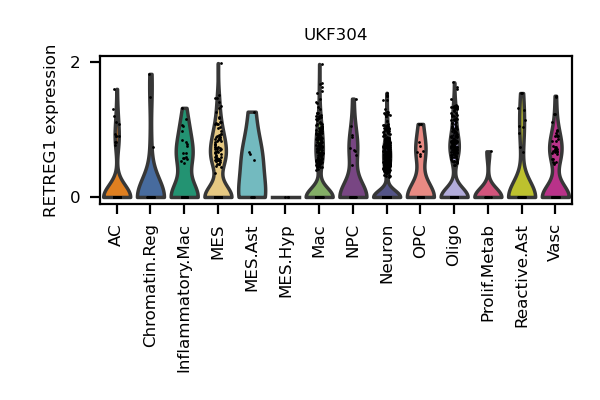 UKF304
RETREG1 expression
2
0
AC
Chromatin.Reg
Inflammatory.Mac
MES
MES.Ast
MES.Hyp
Mac
NPC
Neuron
OPC
Oligo
Prolif.Metab
Reactive.Ast
Vasc